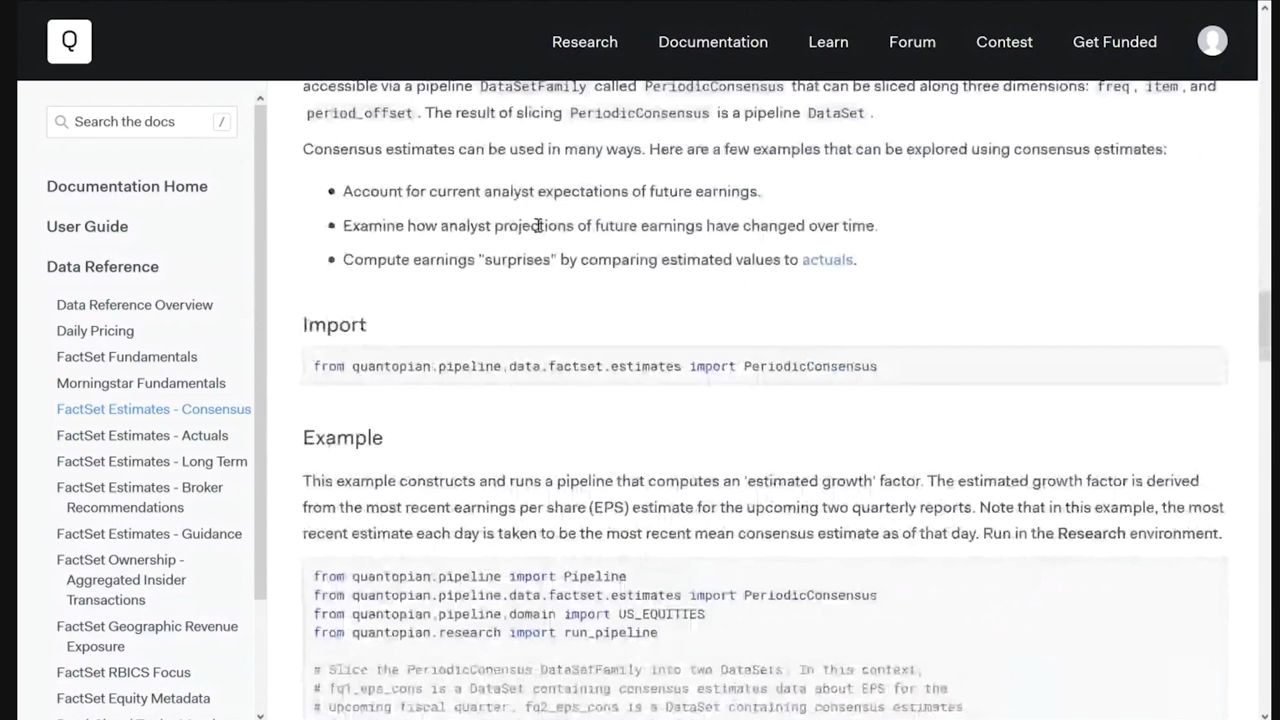 Q
Research
Documentation
Learn
Forum
Contest
Get Funded
Search the docs
/
Documentation Home
User Guide
Data Reference
Data Reference Overview
Daily Pricing
FactSet Fundamentals
Morningstar Fundamentals
FactSet Estimates - Consensus
FactSet Estimates - Actuals
FactSet Estimates - Long Term
FactSet Estimates - Broker
Recommendations
FactSet Estimates - Guidance
FactSet Ownership -
Aggregated Insider
Transactions
FactSet Geographic Revenue
Exposure
FactSet RBICS Focus
FactSet Equity Metadata
accessible via a pipeline DataSetFamily called PeriodicConsensus that can be sliced along three dimensions: freq, item, and
period_offset. The result of slicing PeriodicConsensus is a pipeline DataSet.
Consensus estimates can be used in many ways. Here are a few examples that can be explored using consensus estimates:
• Account for current analyst expectations of future earnings.
• Examine how analyst projections of future earnings have changed over time.
• Compute earnings "surprises" by comparing estimated values to actuals.
Import
from quantopian.pipeline.data.factset.estimates import PeriodicConsensus
Example
This example constructs and runs a pipeline that computes an 'estimated growth' factor. The estimated growth factor is derived
from the most recent earnings per share (EPS) estimate for the upcoming two quarterly reports. Note that in this example, the most
recent estimate each day is taken to be the most recent mean consensus estimate as of that day. Run in the Research environment.
from quantopian.pipeline import Pipeline
from quantopian.pipeline.data.factset.estimates import PeriodicConsensus
from quantopian.pipeline.domain import US_EQUITIES
from quantopian.research import run_pipeline
# Slice the PeriodicConsensus DataSetFamily into two DataSets. In this context,
# fq1_eps_cons is a DataSet containing consensus estimates data about EPS for the
# upcoming fiscal quarter. fq2_eps_cons is a DataSet containing consensus estimates